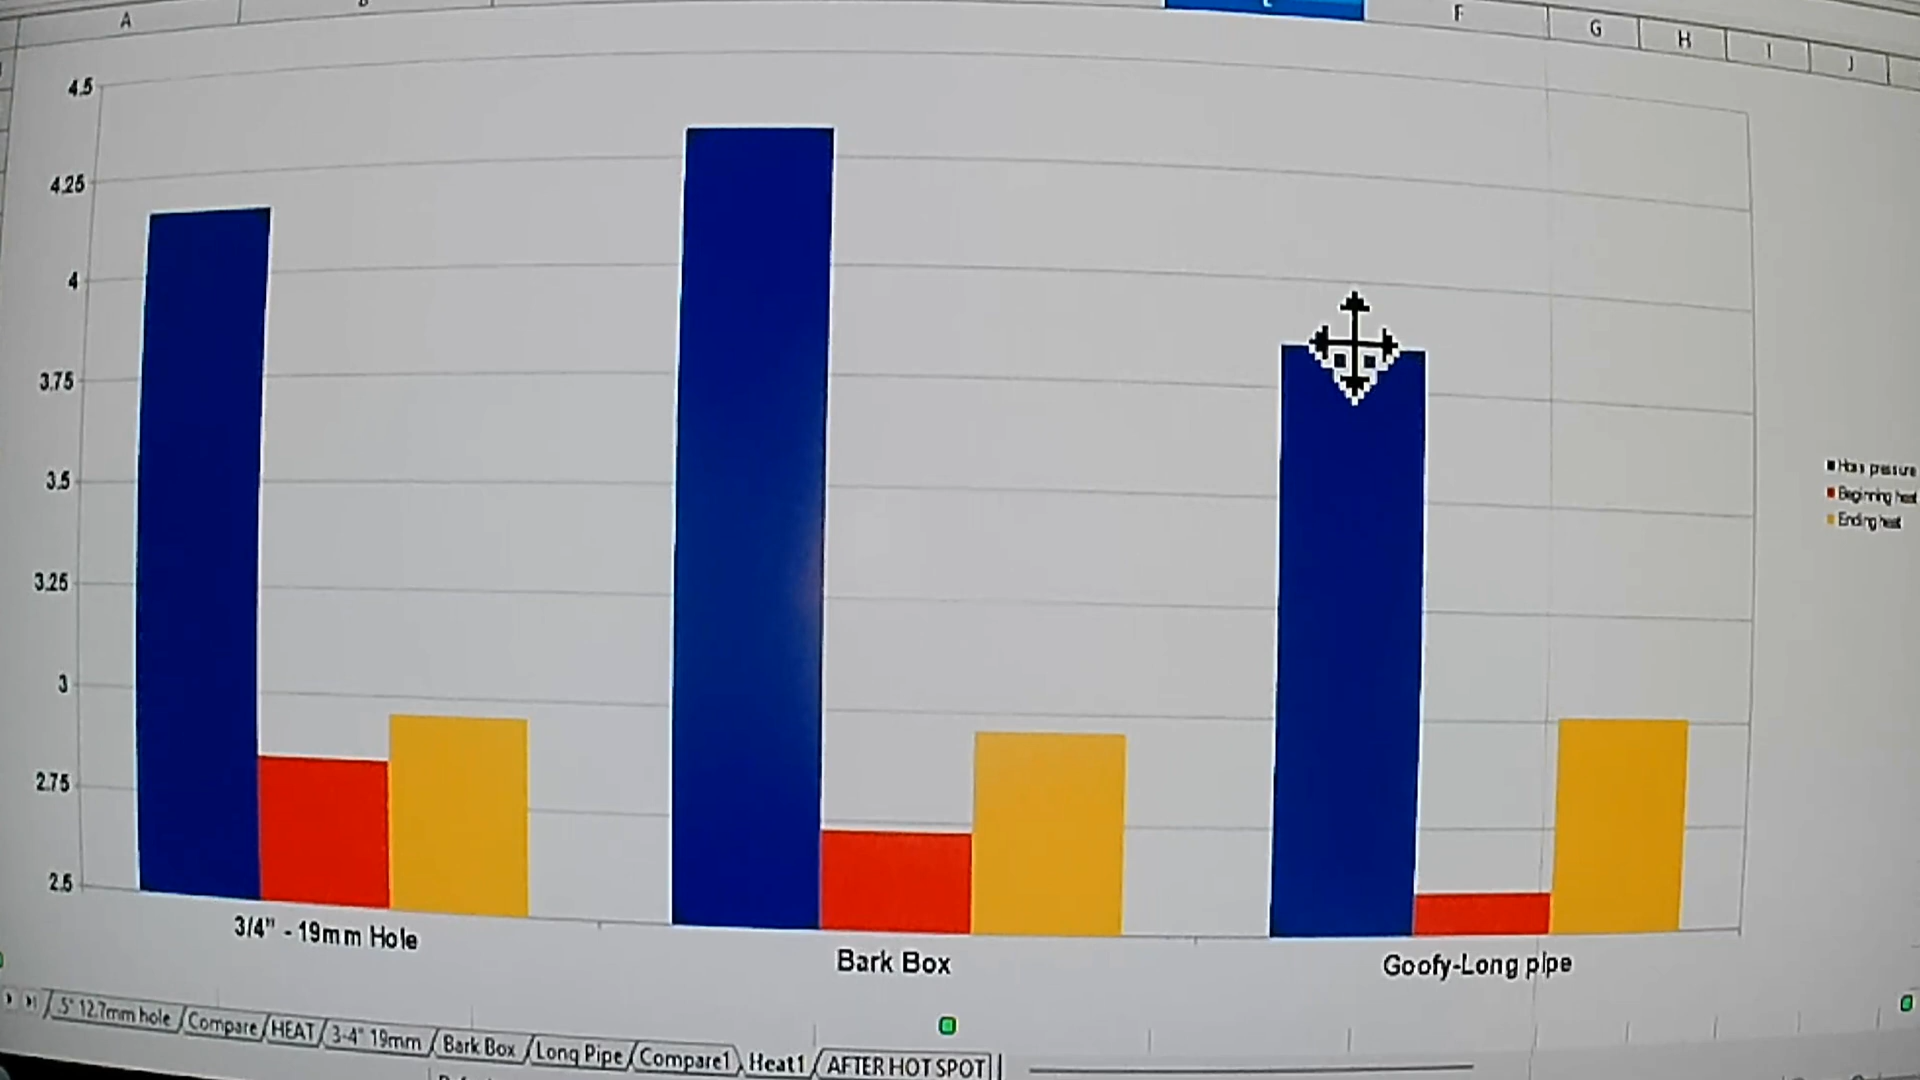 A
F
G
H
I
J
4.5
4.25
4
3.75
3.5
3.25
3
2.75
2.5
pressure
Beginning heat
Ending heat
3/4" - 19mm Hole
Bark Box
Goofy-Long pipe
.5" 12.7mm hole
Compare
HEAT
3-4" 19mm
Bark Box
Long Pipe
Compare1
Heat1
AFTER HOT SPOT